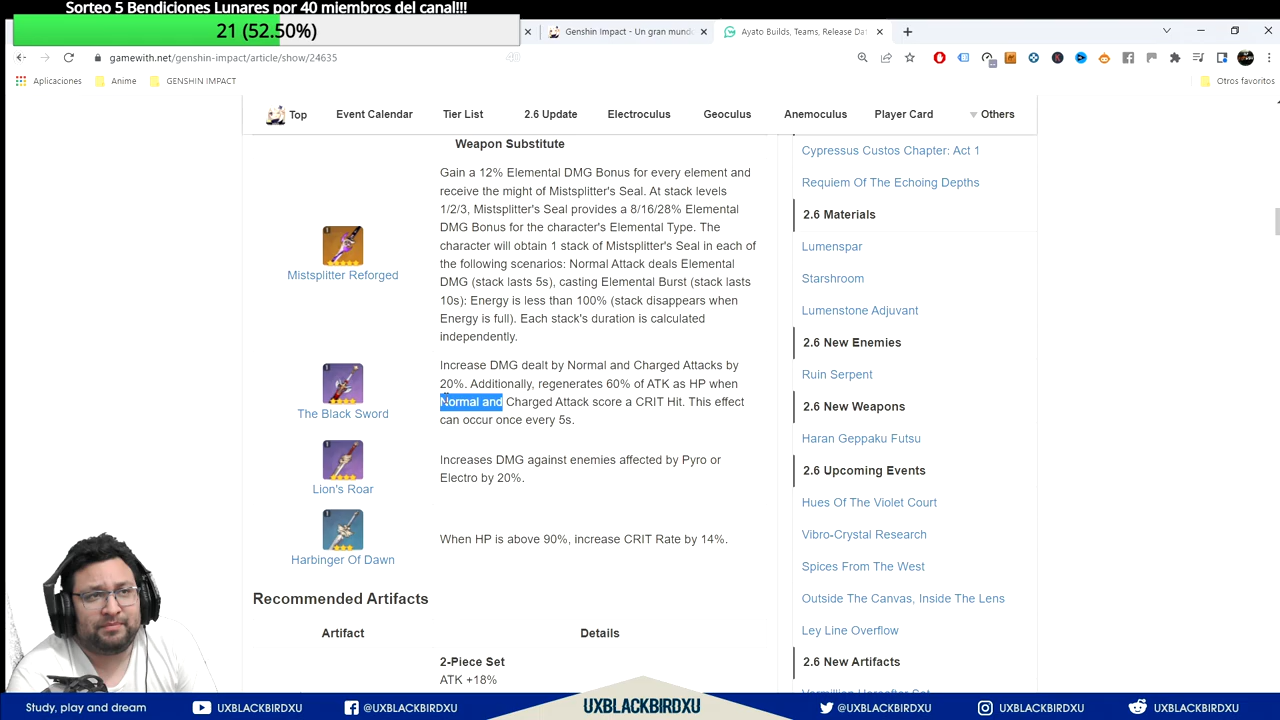 Sorteo 5 Bendiciones Lunares por 40 miembros del canal!!!
21 (52.50%)
40
Genshin Impact - Un gran mund
Ayato Builds, Teams, Release Da
gamewith.net/genshin-impact/article/show/24635
Aplicaciones
Anime
GENSHIN IMPACT
Otros favoritos
Top
Event Calendar
Tier List
2.6 Update
Electroculus
Geoculus
Anemoculus
Player Card
Others
Weapon Substitute
Mistsplitter Reforged
Gain a 12% Elemental DMG Bonus for every element and
receive the might of Mistsplitter's Seal. At stack levels
1/2/3, Mistsplitter's Seal provides a 8/16/28% Elemental
DMG Bonus for the character's Elemental Type. The
character will obtain 1 stack of Mistsplitter's Seal in each of
the following scenarios: Normal Attack deals Elemental
DMG (stack lasts 5s), casting Elemental Burst (stack lasts
10s): Energy is less than 100% (stack disappears when
Energy is full). Each stack's duration is calculated
independently.
The Black Sword
Increase DMG dealt by Normal and Charged Attacks by
20%. Additionally, regenerates 60% of ATK as HP when
Normal and Charged Attack score a CRIT Hit. This effect
can occur once every 5s.
Lion's Roar
Increases DMG against enemies affected by Pyro or
Electro by 20%.
Harbinger Of Dawn
When HP is above 90%, increase CRIT Rate by 14%.
Recommended Artifacts
Artifact
Details
2-Piece Set
ATK +18%
Cypressus Custos Chapter: Act 1
Requiem Of The Echoing Depths
2.6 Materials
Lumenspar
Starshroom
Lumenstone Adjuvant
2.6 New Enemies
Ruin Serpent
2.6 New Weapons
Haran Geppaku Futsu
2.6 Upcoming Events
Hues Of The Violet Court
Vibro-Crystal Research
Spices From The West
Outside The Canvas, Inside The Lens
Ley Line Overflow
2.6 New Artifacts
Study, play and dream
UXBLACKBIRDXU
@UXBLACKBIRDXU
UXBLACKBIRDXU
@UXBLACKBIRDXU
UXBLACKBIRDXU